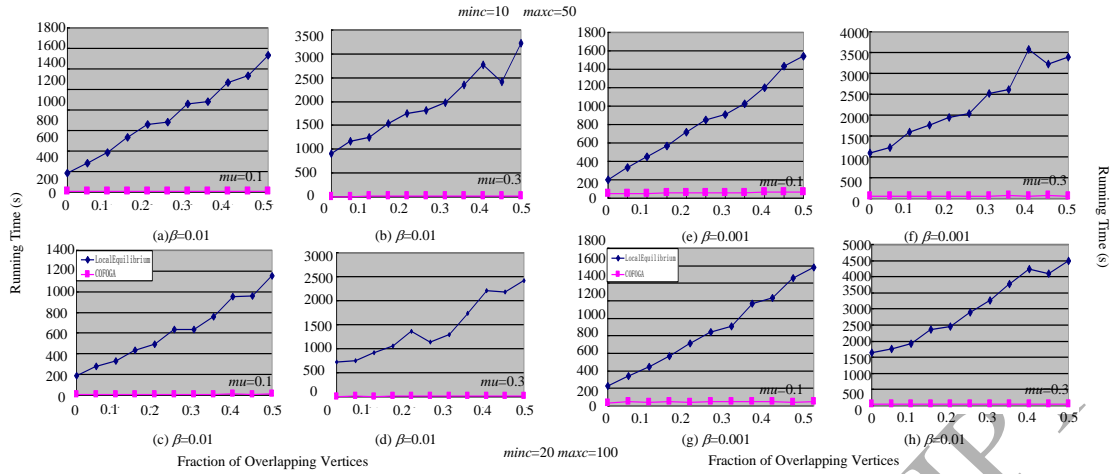 minc=10 maxc=50
Running Time (s)
1800
1600
1400
1200
1000
800
600
400
200
0
mu=0.1
0 0.1 0.2 0.3 0.4 0.5
(a)β=0.01
3500
3000
2500
2000
1500
1000
500
0
mu=0.3
0 0.1 0.2 0.3 0.4 0.5
(b) β=0.01
1800
1600
1400
1200
1000
800
600
400
200
0
mu=0.1
0 0.1 0.2 0.3 0.4 0.5
(e) β=0.001
4000
3500
3000
2500
2000
1500
1000
500
0
mu=0.3
0 0.1 0.2 0.3 0.4 0.5
(f) β=0.001
Running Time (s)
1400
1200
1000
800
600
400
200
0
LocalEquilibrium
COFOGA
mu=0.1
0 0.1 0.2 0.3 0.4 0.5
(c) β=0.01
3000
2500
2000
1500
1000
500
0
mu=0.3
0 0.1 0.2 0.3 0.4 0.5
(d) β=0.01
1800
1600
1400
1200
1000
800
600
400
200
0
LocalEquilibrium
COFOGA
mu=0.1
0 0.1 0.2 0.3 0.4 0.5
(g) β=0.001
5000
4500
4000
3500
3000
2500
2000
1500
1000
500
0
mu=0.3
0 0.1 0.2 0.3 0.4 0.5
(h) β=0.01
Fraction of Overlapping Vertices
minc=20 maxc=100
Fraction of Overlapping Vertices